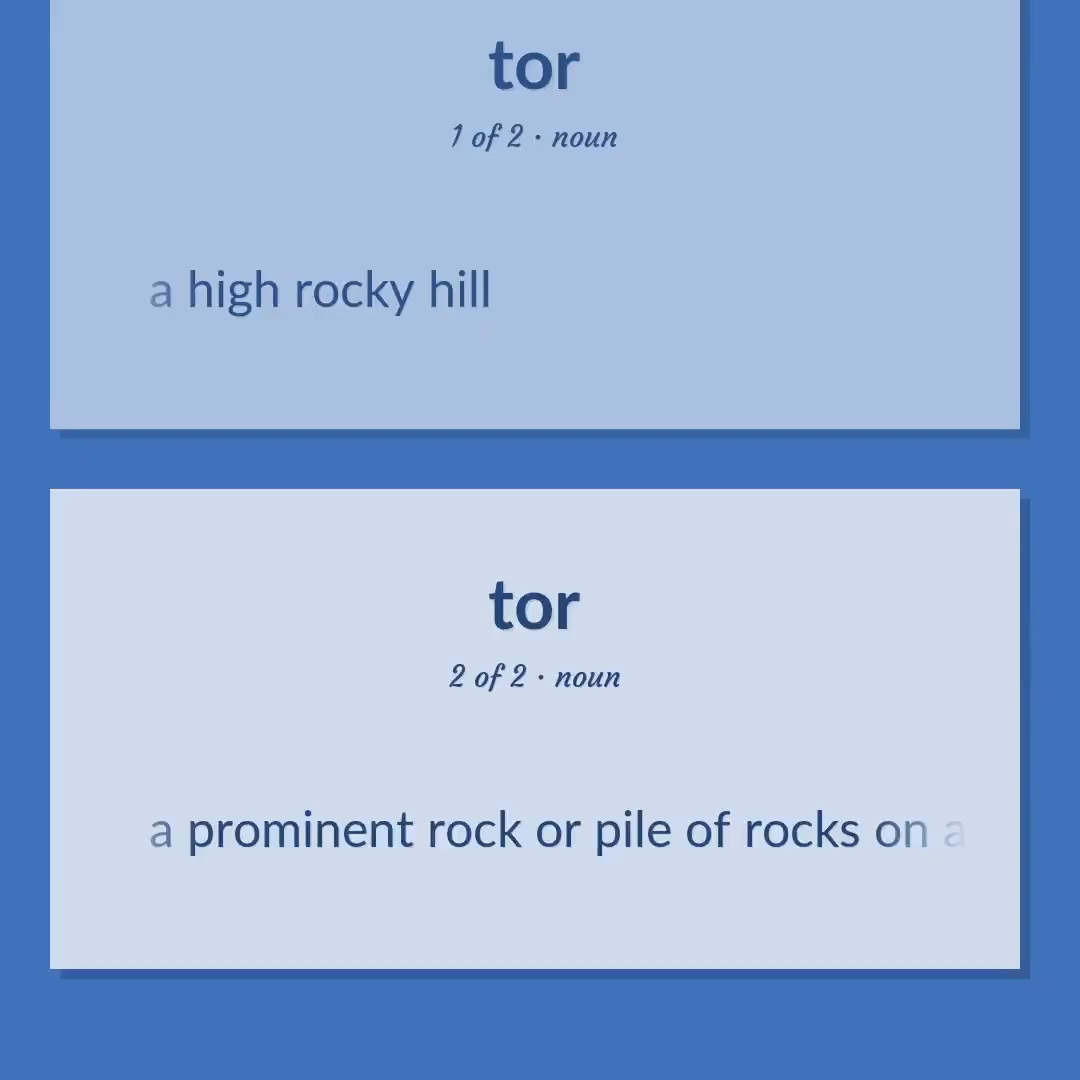 tor
1 of 2 · noun
a high rocky hill
tor
2 of 2 · noun
a prominent rock or pile of rocks on a